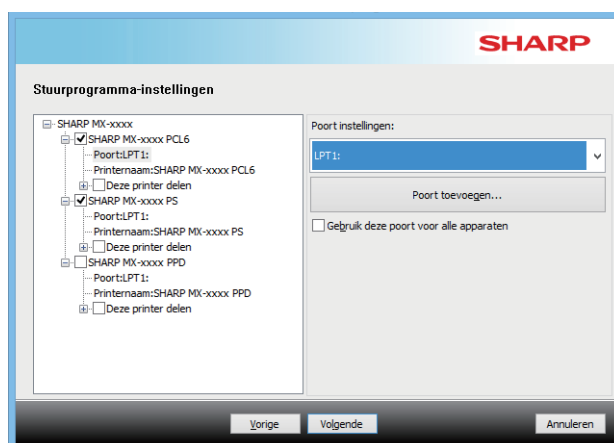 SHARP
Stuurprogramma-instellingen
SHARP MX-xxxx
SHARP MX-xxxx PCL6
Poort:LPT1:
Printernaam:SHARP MX-xxxx PCL6
Deze printer delen
SHARP MX-xxxx PS
Poort:LPT1:
Printernaam:SHARP MX-xxxx PS
Deze printer delen
SHARP MX-xxxx PPD
Poort:LPT1:
Printernaam:SHARP MX-xxxx PPD
Deze printer delen
Poort instellingen:
LPT1:
Poort toevoegen...
Gebruik deze poort voor alle apparaten
Vorige
Volgende
Annuleren